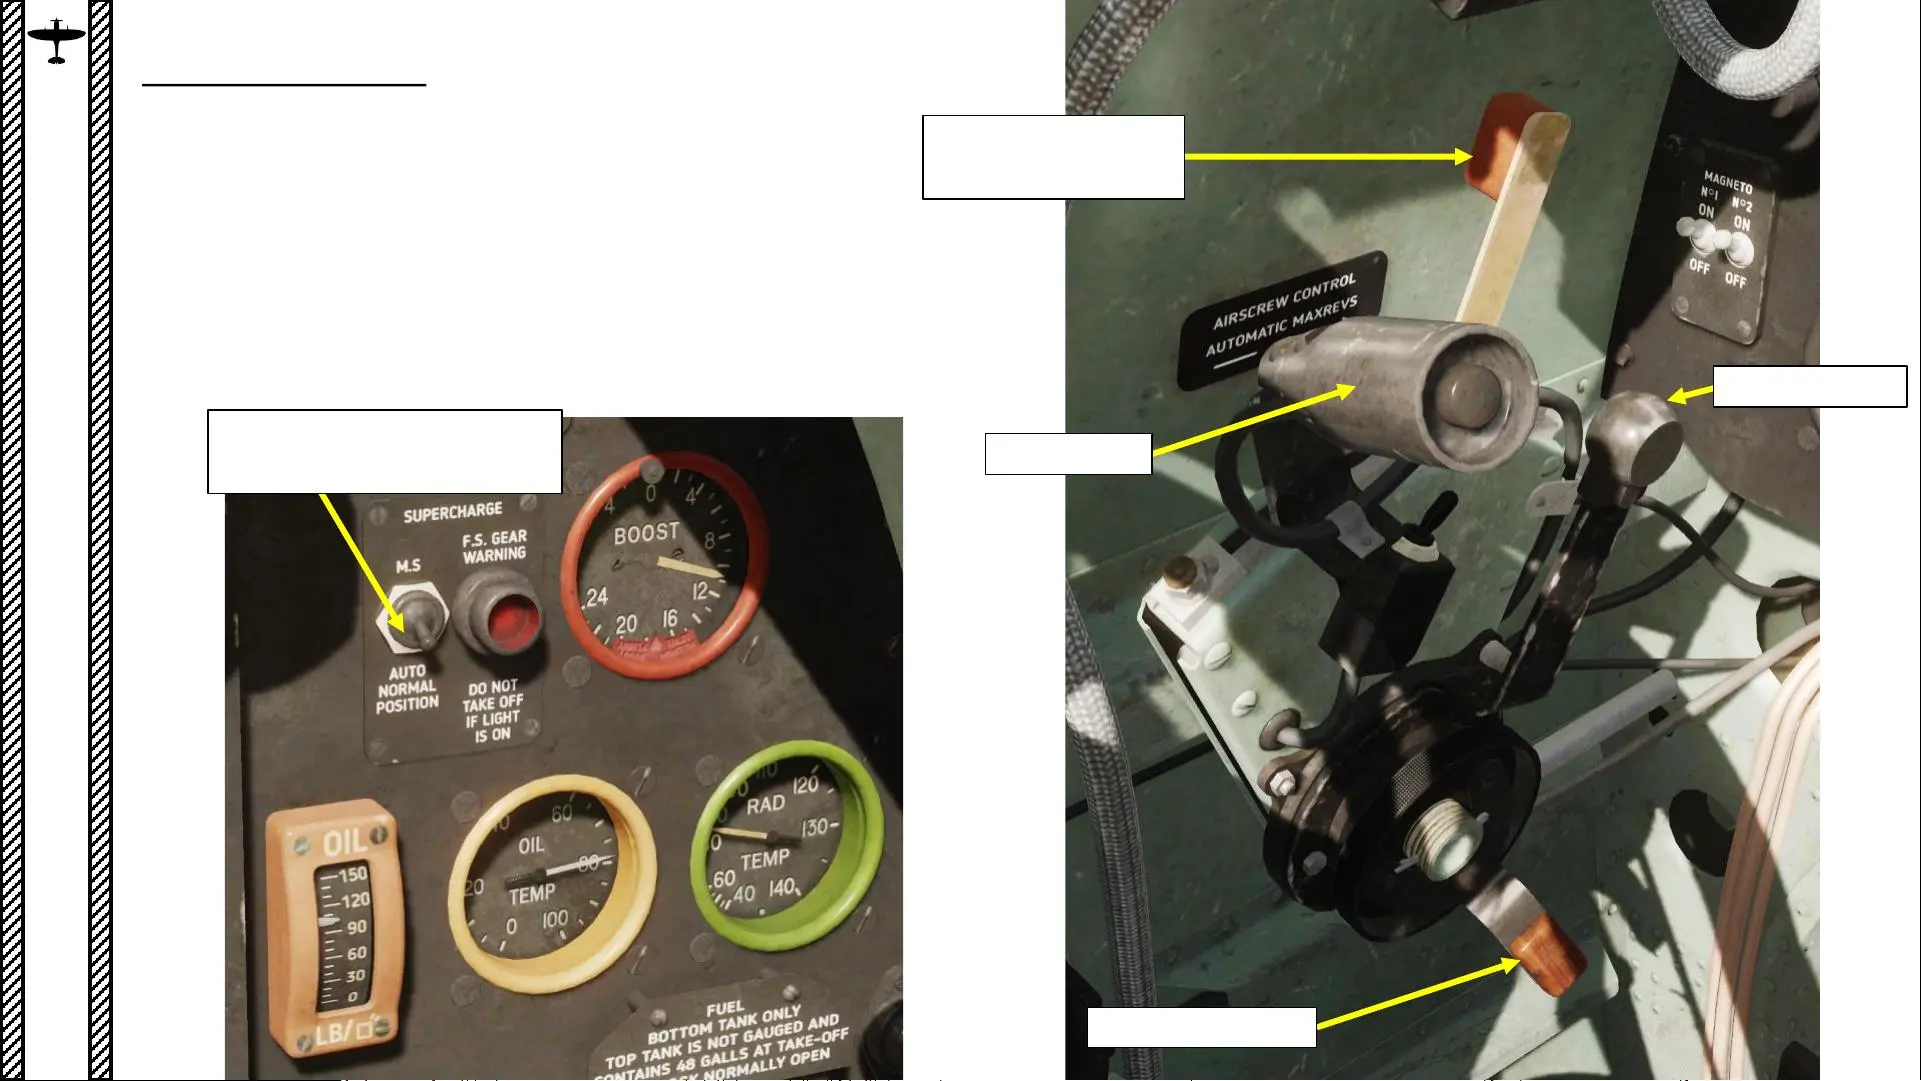 MAGNETO
Nº1 Nº2
ON ON
OFF OFF
AIRSCREW CONTROL
AUTOMATIC MAXREVS
SUPERCHARGE
M.S
F.S. GEAR
WARNING
AUTO
NORMAL
POSITION
DO NOT
TAKE OFF
IF LIGHT
IS ON
4 0 4
BOOST
8
12
24
20 16
OIL
150
120
90
60
30
0
LB/□"
40 60
OIL
80
20
TEMP
0 100
110 120
RAD
130
TEMP
60
40 140
FUEL
BOTTOM TANK ONLY
TOP TANK IS NOT GAUGED AND
CONTAINS 48 GALLS AT TAKE-OFF
NORMALLY OPEN